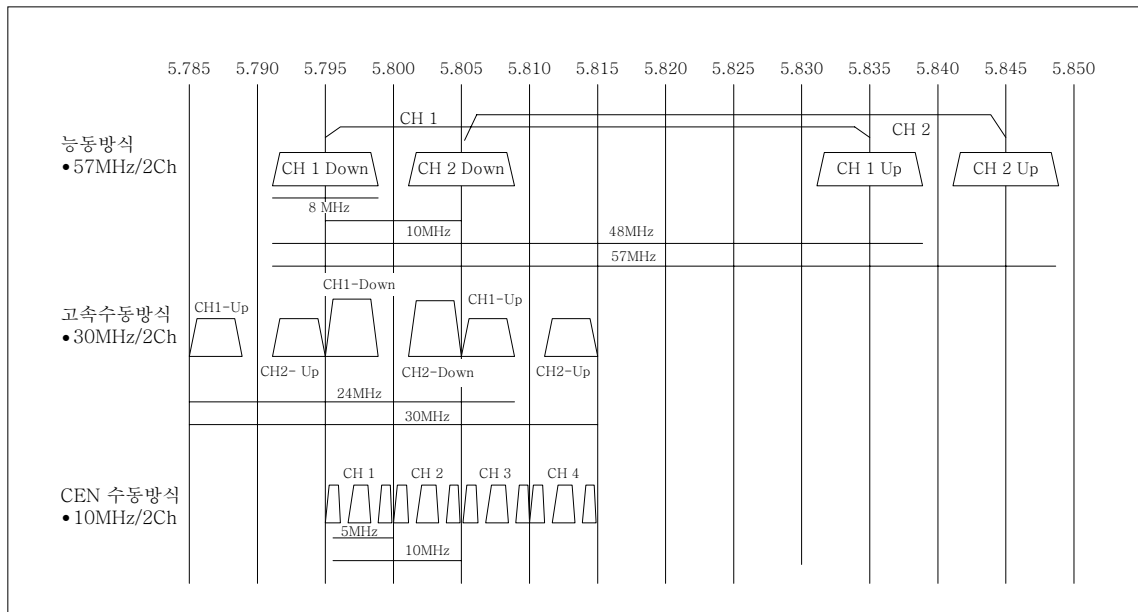 5.785 5.790 5.795 5.800 5.805 5.810 5.815 5.820 5.825 5.830 5.835 5.840 5.845 5.850
능동방식
•57MHz/2Ch
CH 1
CH 2
CH 1 Down
CH 2 Down
CH 1 Up
CH 2 Up
8 MHz
10MHz
48MHz
57MHz
고속수동방식
•30MHz/2Ch
CH1-Up
CH1-Down
CH1-Up
CH2- Up
CH2-Down
CH2-Up
24MHz
30MHz
CEN 수동방식
•10MHz/2Ch
CH 1
CH 2
CH 3
CH 4
5MHz
10MHz